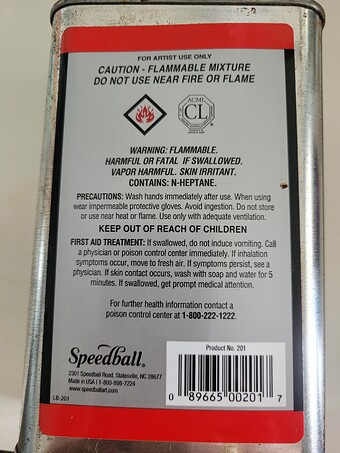 FOR ARTIST USE ONLY
CAUTION - FLAMMABLE MIXTURE
DO NOT USE NEAR FIRE OR FLAME
ACMI
CL
WARNING: FLAMMABLE.
HARMFUL OR FATAL IF SWALLOWED.
VAPOR HARMFUL. SKIN IRRITANT.
CONTAINS: N-HEPTANE.
PRECAUTIONS: Wash hands immediately after use. When using
wear impermeable protective gloves. Avoid ingestion. Do not store
or use near heat or flame. Use only with adequate ventilation.
KEEP OUT OF REACH OF CHILDREN
FIRST AID TREATMENT: If swallowed, do not induce vomiting. Call
a physician or poison control center immediately. If inhalation
symptoms occur, move to fresh air. If symptoms persist, see a
physician. If skin contact occurs, wash with soap and water for 5
minutes. If swallowed, get prompt medical attention.
For further health information contact a
poison control center at 1-800-222-1222.
Speedball®
2301 Speedball Road, Statesville, NC 28677
Made in USA | 1-800-898-7224
www.speedballart.com
LB-201
Product No. 201
0 89665 00201 7